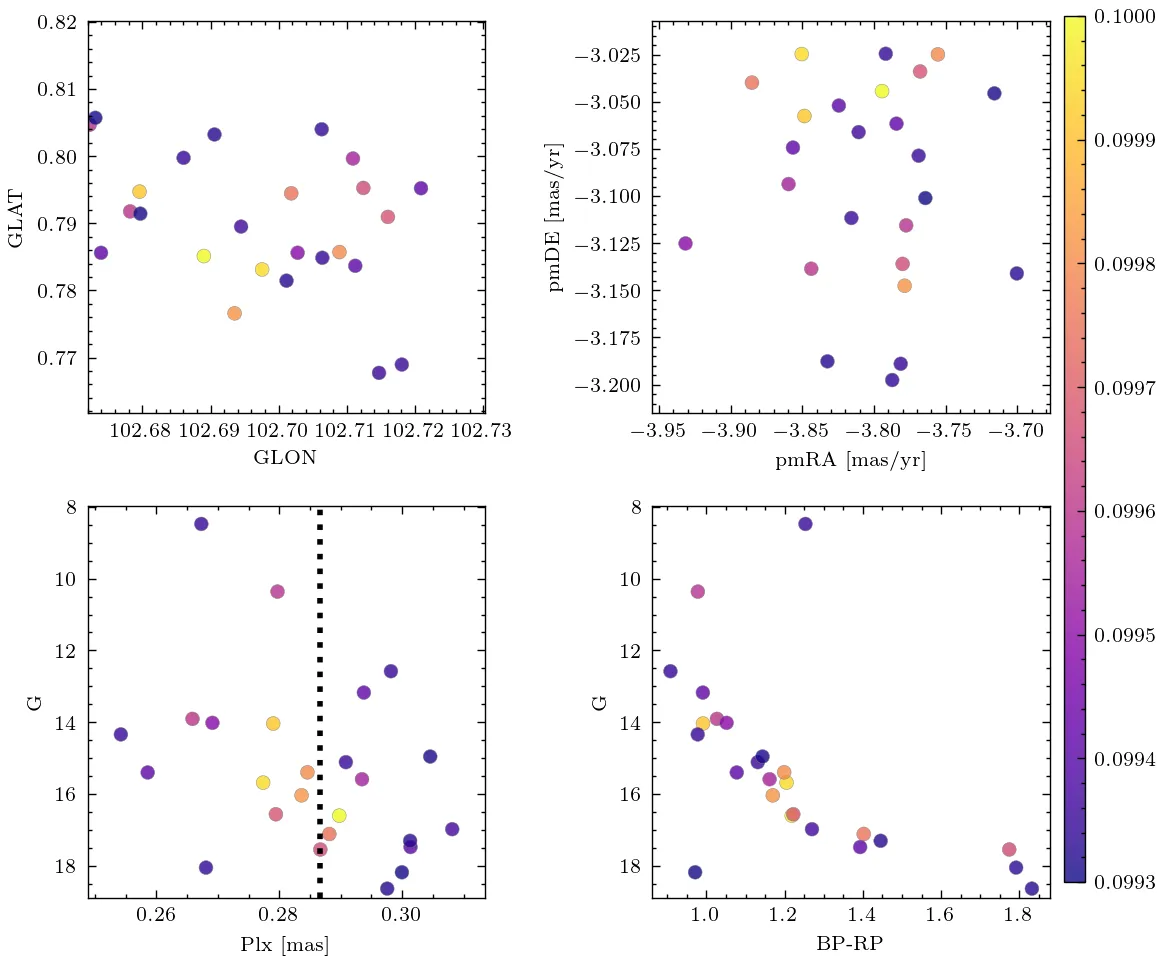 0.82
0.81
0.80
0.79
0.78
0.77
GLAT
102.68 102.69 102.70 102.71 102.72 102.73
GLON
−3.025
−3.050
−3.075
−3.100
−3.125
−3.150
−3.175
−3.200
pmDE [mas/yr]
−3.95 −3.90 −3.85 −3.80 −3.75 −3.70
pmRA [mas/yr]
8
10
12
14
16
18
G
0.26 0.28 0.30
Plx [mas]
8
10
12
14
16
18
G
1.0 1.2 1.4 1.6 1.8
BP-RP
0.1000
0.0999
0.0998
0.0997
0.0996
0.0995
0.0994
0.0993